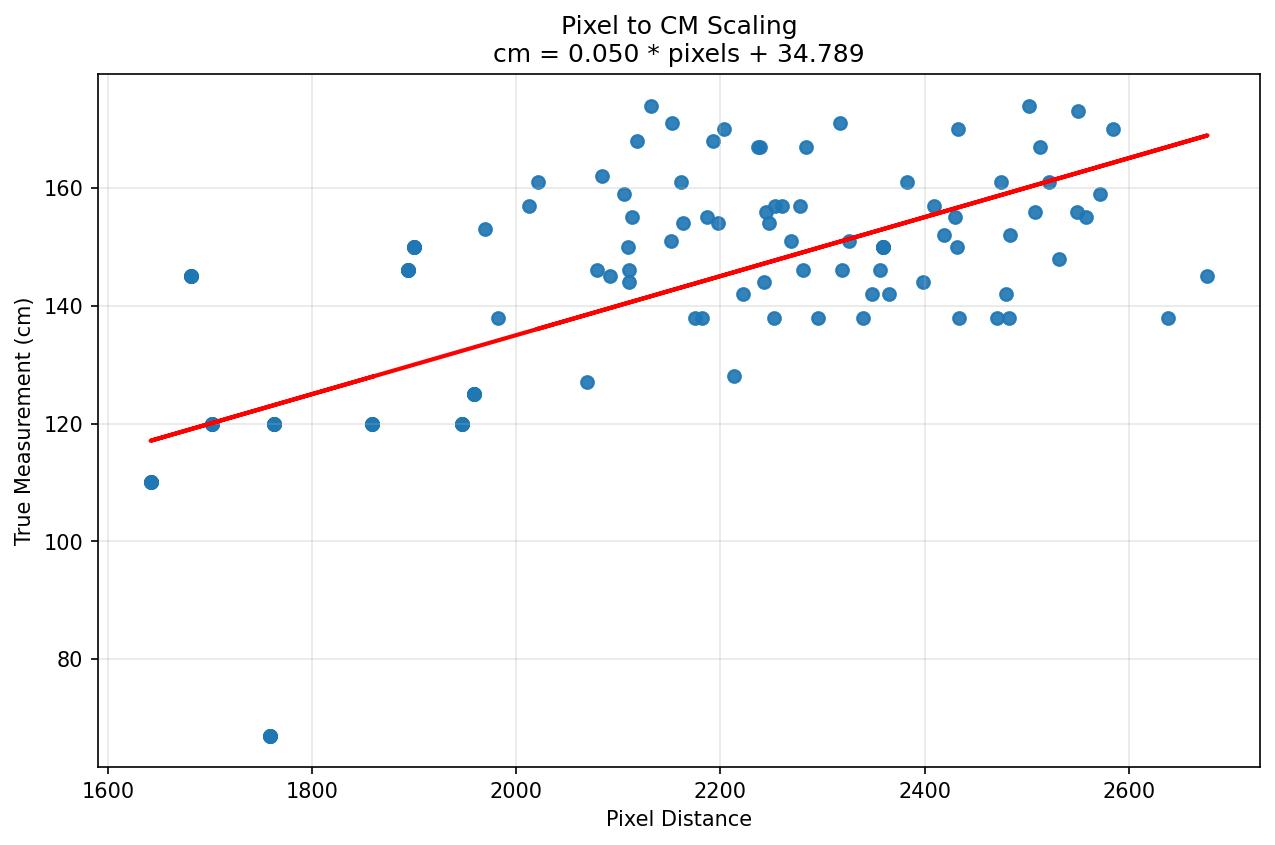 Pixel to CM Scaling
cm = 0.050 * pixels + 34.789
True Measurement (cm)
160
140
120
100
80
1600 1800 2000 2200 2400 2600
Pixel Distance